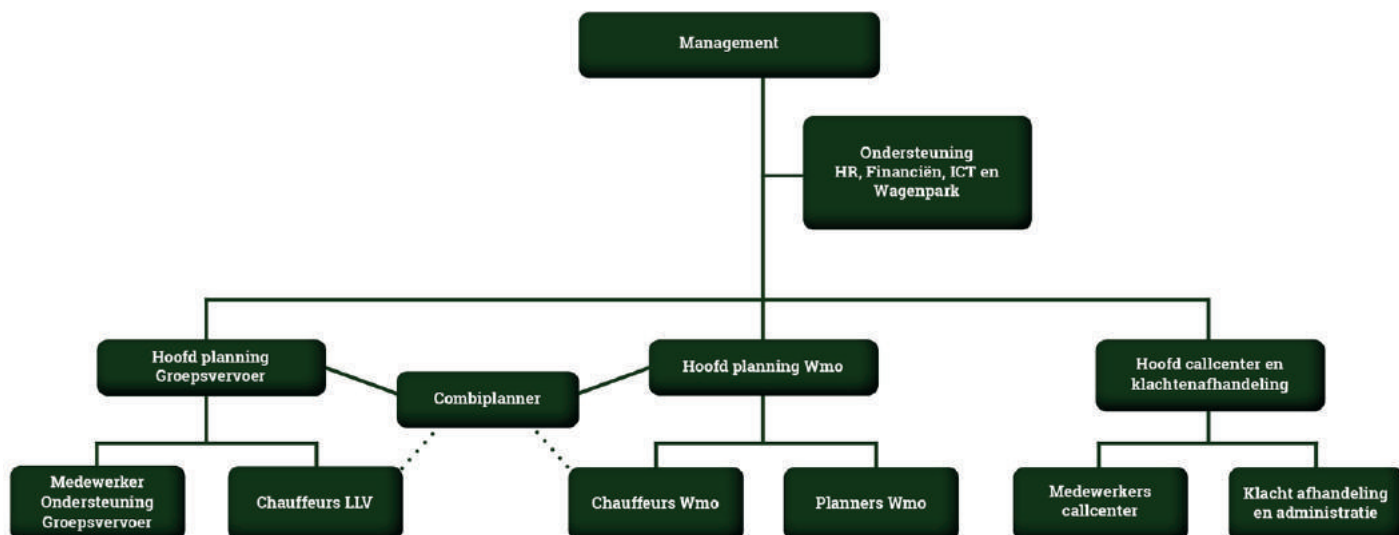 Management
Ondersteuning
HR, Financiën, ICT en
Wagenpark
Hoofd planning
Groepsvervoer
Combiplanner
Hoofd planning Wmo
Hoofd callcenter en
klachtenafhandeling
Medewerker
Ondersteuning
Groepsvervoer
Chauffeurs LLV
Chauffeurs Wmo
Planners Wmo
Medewerkers
callcenter
Klacht afhandeling
en administratie